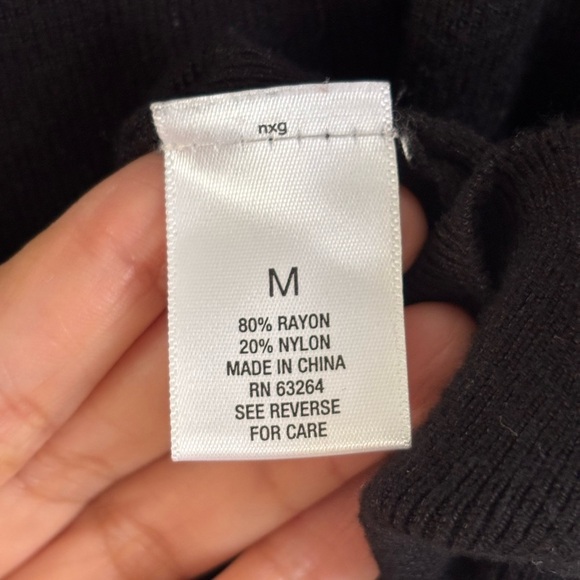 nxg
M
80% RAYON
20% NYLON
MADE IN CHINA
RN 63264
SEE REVERSE
FOR CARE